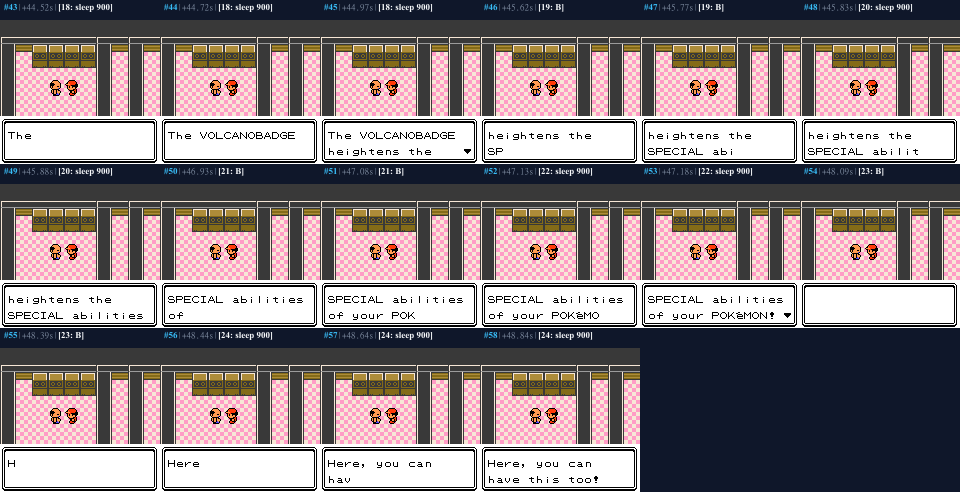 #43|+44.52s| [18: sleep 900]
#44|+44.72s| [18: sleep 900]
#45|+44.97s| [18: sleep 900]
#46|+45.62s| [19: B]
#47|+45.77s| [19: B]
#48|+45.83s| [20: sleep 900]
The
The VOLCANOBADGE
The VOLCANOBADGE
heightens the
heightens the
SP
heightens the
SPECIAL abi
heightens the
SPECIAL abilit
#49|+45.88s| [20: sleep 900]
#50|+46.93s| [21: B]
#51|+47.08s| [21: B]
#52|+47.13s| [22: sleep 900]
#53|+47.18s| [22: sleep 900]
#54|+48.09s| [23: B]
heightens the
SPECIAL abilities
SPECIAL abilities
of
SPECIAL abilities
of your POK
SPECIAL abilities
of your POKéMO
SPECIAL abilities
of your POKéMON!
#55|+48.39s| [23: B]
#56|+48.44s| [24: sleep 900]
#57|+48.64s| [24: sleep 900]
#58|+48.84s| [24: sleep 900]
H
Here
Here, you can
hav
Here, you can
have this too!